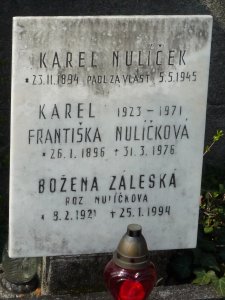 KAREL NULÍČEK
*23.11.1894 PADL ZA VLAST 5.5.1945
KAREL 1923-1971
FRANTIŠKA NULÍČKOVÁ
*26.1.1896 +31.3.1976
BOŽENA ZÁLESKÁ
ROZ NULÍČKOVÁ
*9.2.1921 +25.1.1994